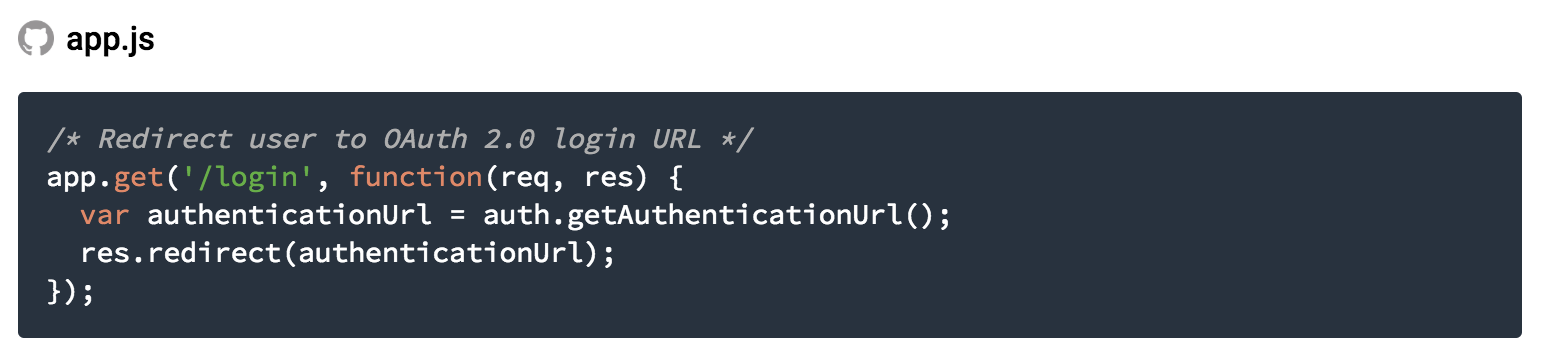 app.js
/* Redirect user to OAuth 2.0 login URL */
app.get('/login', function(req, res) {
  var authenticationUrl = auth.getAuthenticationUrl();
  res.redirect(authenticationUrl);
});